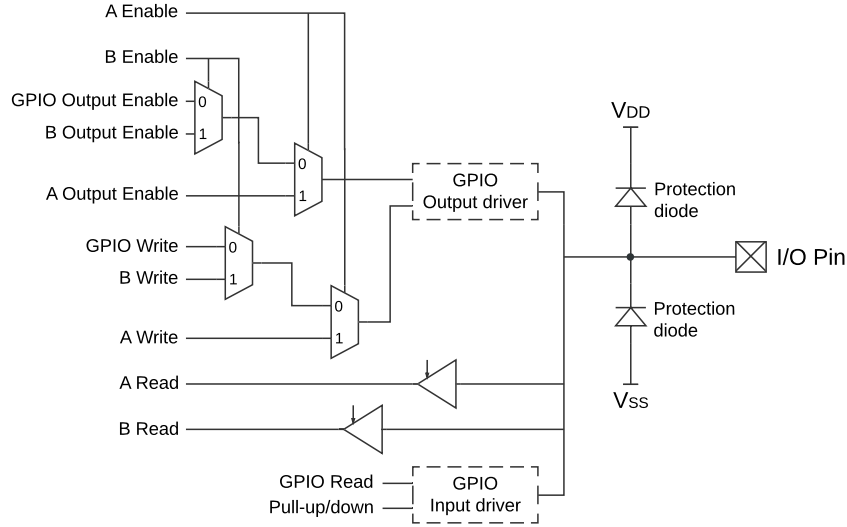 A Enable
B Enable
GPIO Output Enable
0
B Output Enable
1
A Output Enable
0
1
GPIO Write
0
B Write
1
A Write
0
1
GPIO
Output driver
VDD
Protection
diode
I/O Pin
Protection
diode
VSS
A Read
B Read
GPIO Read
Pull-up/down
GPIO
Input driver